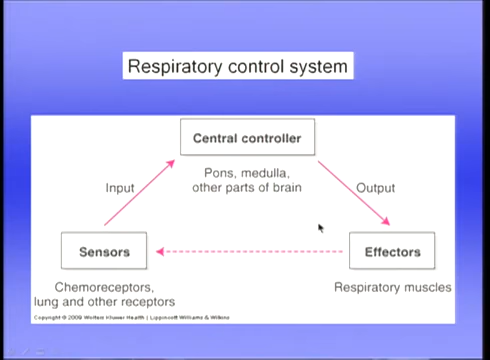 Respiratory control system
Central controller
Pons, medulla,
other parts of brain
Input
Output
Sensors
Effectors
Chemoreceptors,
lung and other receptors
Respiratory muscles
Copyright © 2009 Wolters Kluwer Health | Lippincott Williams & Wilkins